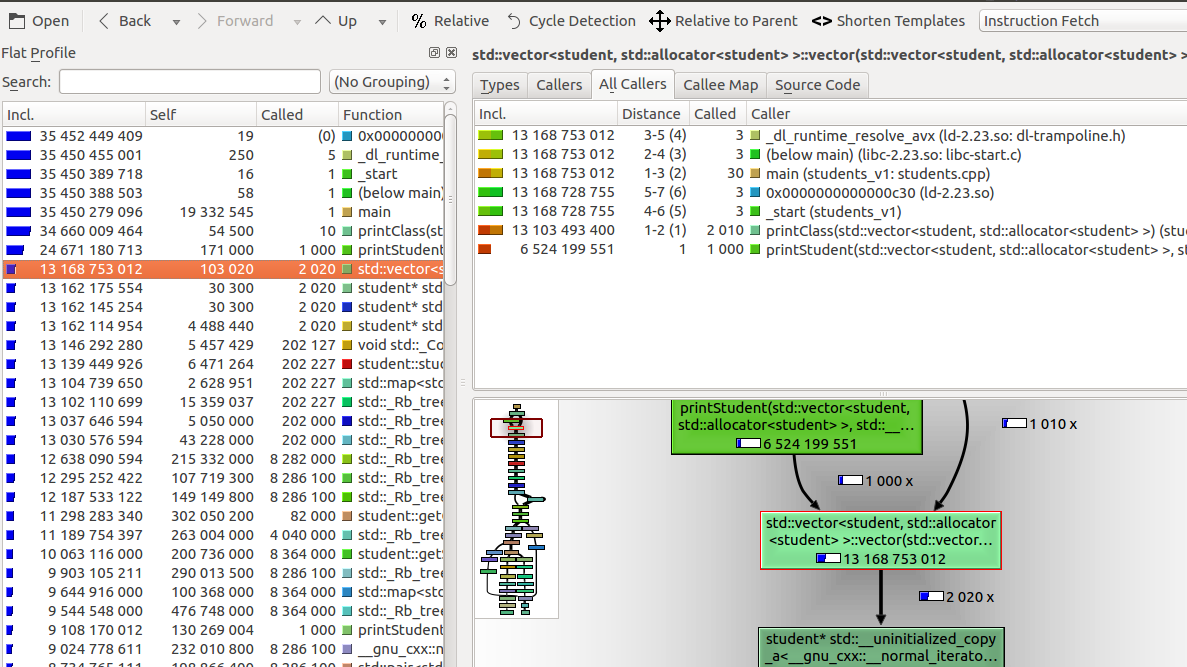 Open Back Forward Up % Relative Cycle Detection Relative to Parent <> Shorten Templates Instruction Fetch
Flat Profile
Search: (No Grouping)
Incl. Self Called Function
35 452 449 409 19 (0) 0x00000000
35 450 455 001 250 5 _dl_runtime_
35 450 389 718 16 1 _start
35 450 388 503 58 1 (below main)
35 450 279 096 19 332 545 1 main
34 660 009 464 54 500 10 printClass(st
24 671 180 713 171 000 1 000 printStudent
13 168 753 012 103 020 2 020 std::vector<s
13 162 175 554 30 300 2 020 student* std
13 162 145 254 30 300 2 020 student* std
13 162 114 954 4 488 440 2 020 student* std
13 146 292 280 5 457 429 202 127 void std::_Co
13 139 449 926 6 471 264 202 227 student::stuc
13 104 739 650 2 628 951 202 227 std::map<std
13 102 110 699 15 359 037 202 227 std::_Rb_tree
13 037 646 594 5 050 000 202 000 std::_Rb_tree
13 030 576 594 43 228 000 202 000 std::_Rb_tree
12 638 090 594 215 332 000 8 282 000 std::_Rb_tree
12 295 252 422 107 719 300 8 286 100 std::_Rb_tree
12 187 533 122 149 149 800 8 286 100 std::_Rb_tree
11 298 283 340 302 050 200 82 000 student::get
11 189 754 397 263 004 000 4 040 000 std::_Rb_tree
10 063 116 000 200 736 000 8 364 000 student::get
9 903 105 211 290 013 500 8 286 100 std::_Rb_tree
9 644 916 000 100 368 000 8 364 000 std::map<std
9 544 548 000 476 748 000 8 364 000 std::_Rb_tree
9 108 170 012 130 269 004 1 000 printStudent
9 024 778 611 232 010 800 8 286 100 __gnu_cxx::n
std::vector<student, std::allocator<student> >::vector(std::vector<student, std::allocator<student> >
Types Callers All Callers Callee Map Source Code
Incl. Distance Called Caller
13 168 753 012 3-5 (4) 3 _dl_runtime_resolve_avx (ld-2.23.so: dl-trampoline.h)
13 168 753 012 2-4 (3) 3 (below main) (libc-2.23.so: libc-start.c)
13 168 753 012 1-3 (2) 30 main (students_v1: students.cpp)
13 168 728 755 5-7 (6) 3 0x0000000000000c30 (ld-2.23.so)
13 168 728 755 4-6 (5) 3 _start (students_v1)
13 103 493 400 1-2 (1) 2 010 printClass(std::vector<student, std::allocator<student> >) (stu
6 524 199 551 1 1 000 printStudent(std::vector<student, std::allocator<student> >, st
printStudent(std::vector<student,
std::allocator<student> >, std::__...
6 524 199 551
1 010 x
1 000 x
std::vector<student, std::allocator
<student> >::vector(std::vector...
13 168 753 012
2 020 x
student* std::__uninitialized_copy
_a<__gnu_cxx::__normal_iterato...